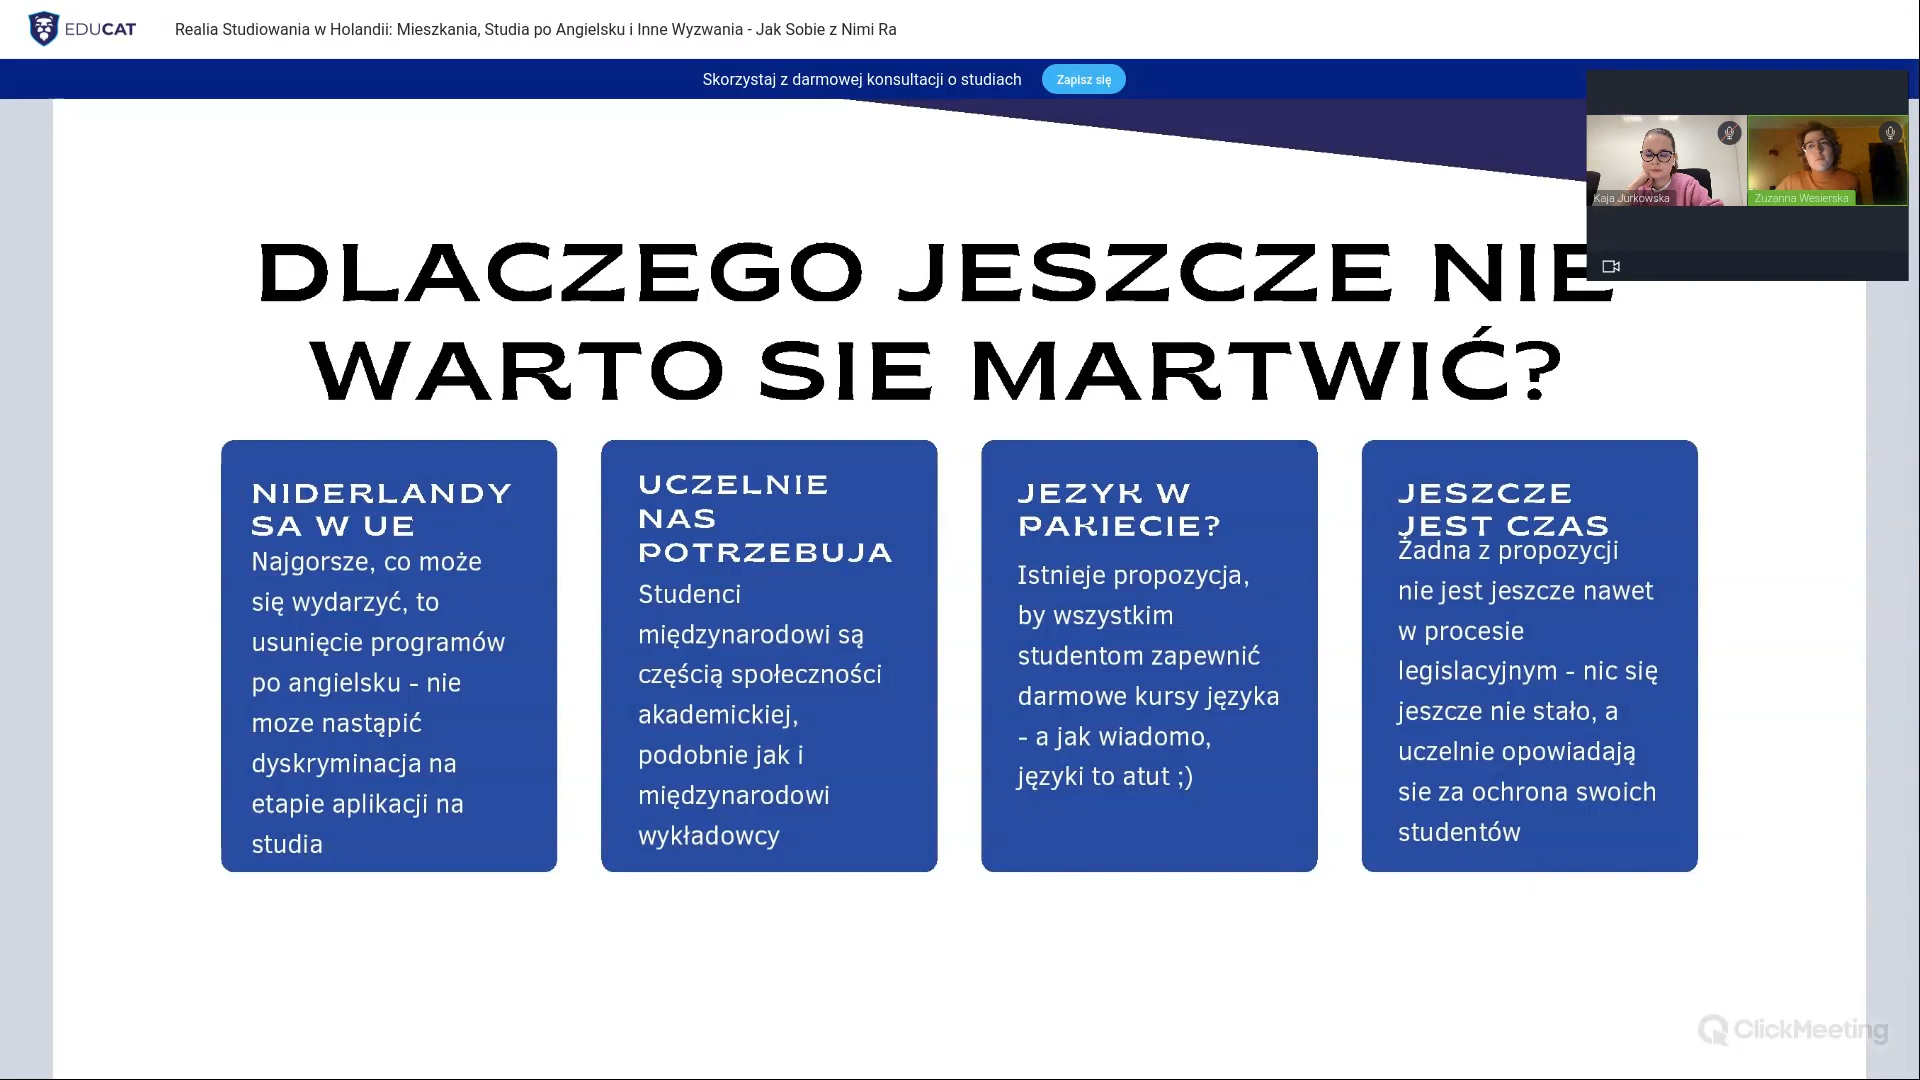 EDUCAT
Realia Studiowania w Holandii: Mieszkania, Studia po Angielsku i Inne Wyzwania - Jak Sobie z Nimi Ra
Skorzystaj z darmowej konsultacji o studiach
Zapisz się
Kaja Jurkowska
Zuzanna Wesierska
DLACZEGO JESZCZE NIE
WARTO SIE MARTWIĆ?
NIDERLANDY
SA W UE
Najgorsze, co może
się wydarzyć, to
usunięcie programów
po angielsku - nie
moze nastąpić
dyskryminacja na
etapie aplikacji na
studia
UCZELNIE
NAS
POTRZEBUJA
Studenci
międzynarodowi są
częścią społeczności
akademickiej,
podobnie jak i
międzynarodowi
wykładowcy
JEZYK W
PAKIECIE?
Istnieje propozycja,
by wszystkim
studentom zapewnić
darmowe kursy języka
- a jak wiadomo,
języki to atut ;)
JESZCZE
JEST CZAS
Żadna z propozycji
nie jest jeszcze nawet
w procesie
legislacyjnym - nic się
jeszcze nie stało, a
uczelnie opowiadają
sie za ochrona swoich
studentów
ClickMeeting